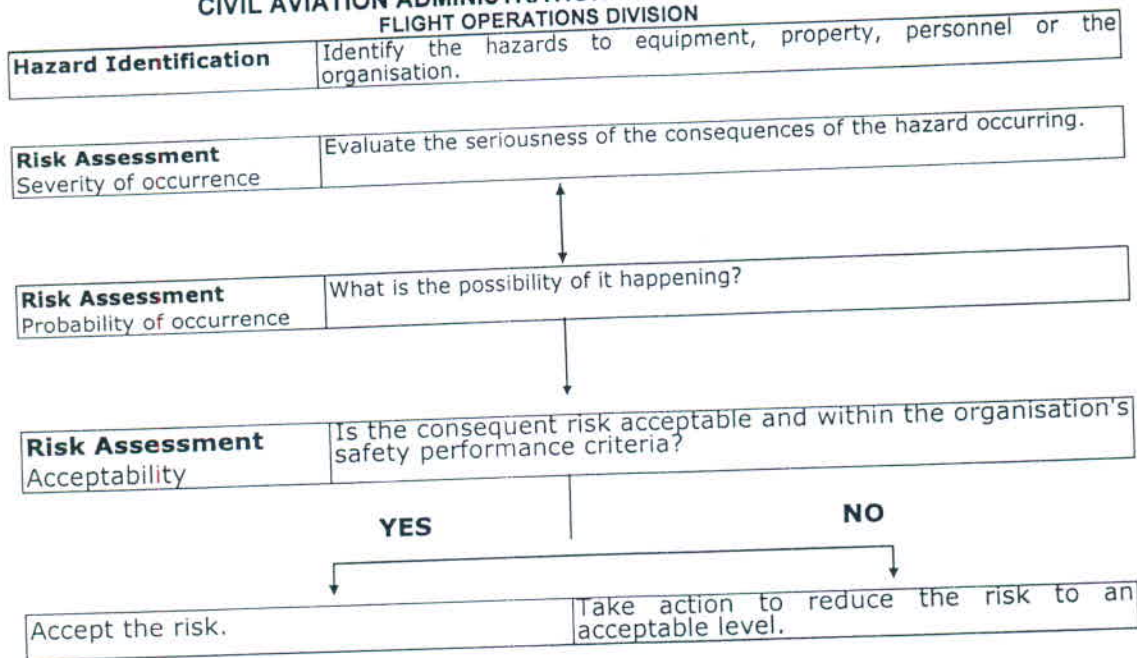 CIVIL AVIATION ADMINISTRATION
FLIGHT OPERATIONS DIVISION
Hazard Identification
Identify the hazards to equipment, property, personnel or the
organisation.
Risk Assessment
Severity of occurrence
Evaluate the seriousness of the consequences of the hazard occurring.
Risk Assessment
Probability of occurrence
What is the possibility of it happening?
Risk Assessment
Acceptability
Is the consequent risk acceptable and within the organisation's
safety performance criteria?
YES
NO
Accept the risk.
Take action to reduce the risk to an
acceptable level.